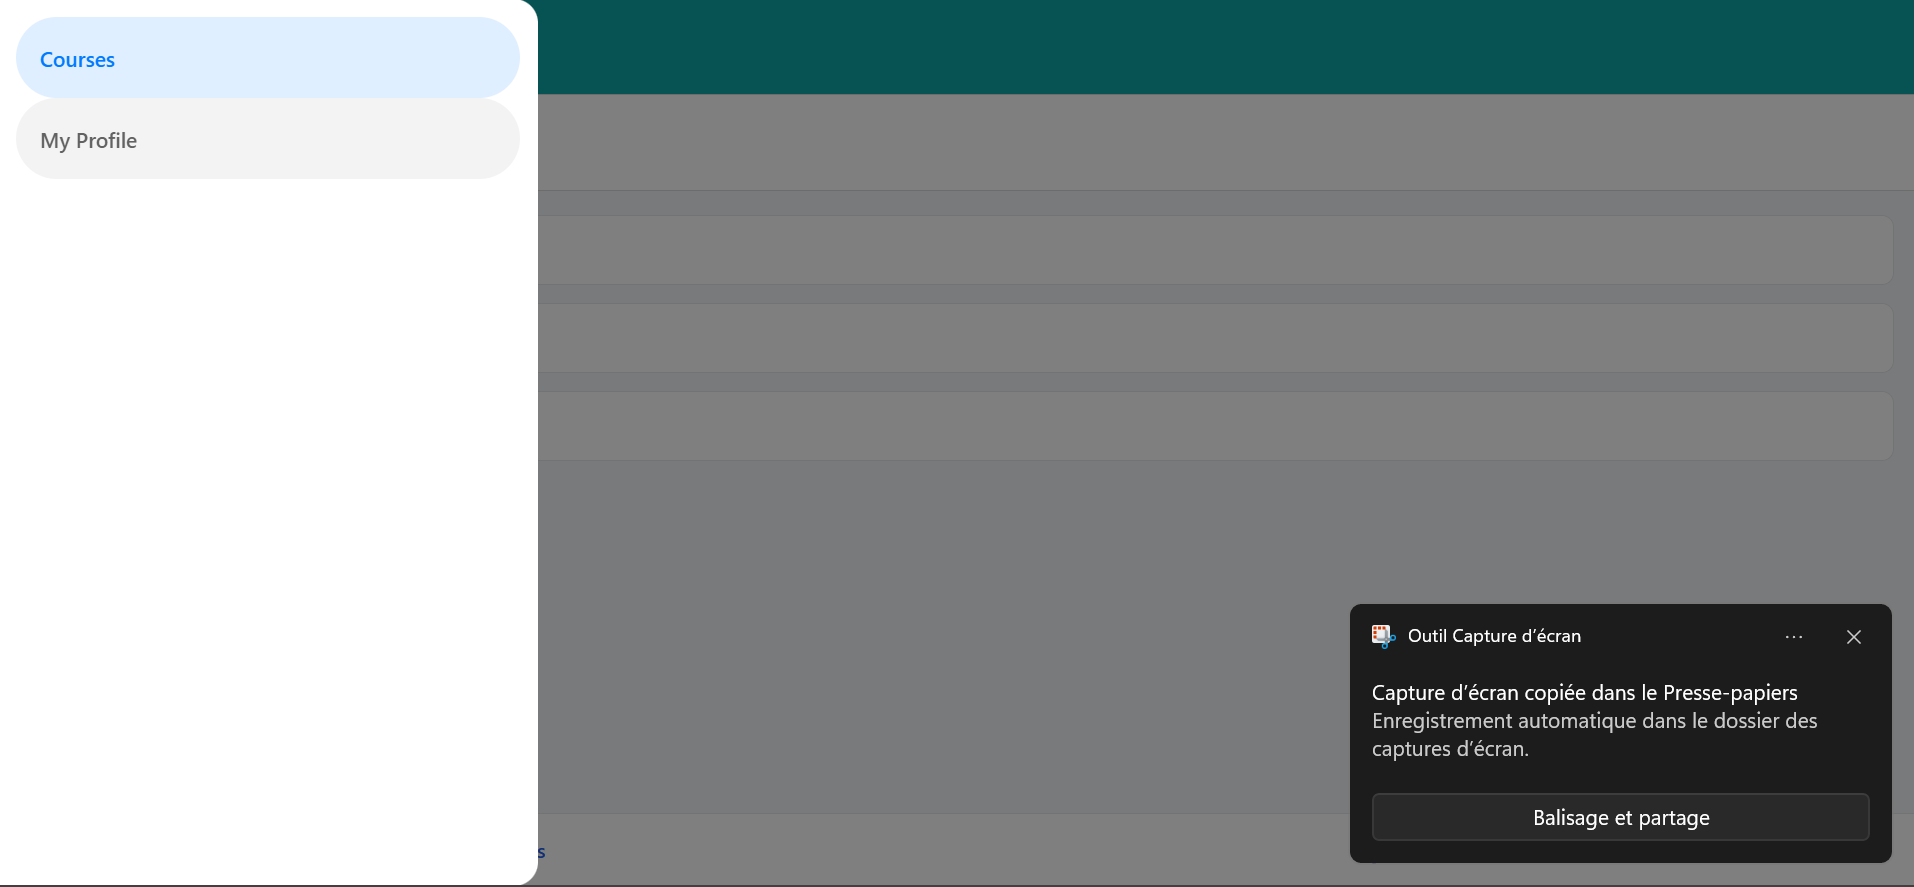 Courses
My Profile
Outil Capture d’écran
Capture d’écran copiée dans le Presse-papiers
Enregistrement automatique dans le dossier des
captures d’écran.
Balisage et partage
s